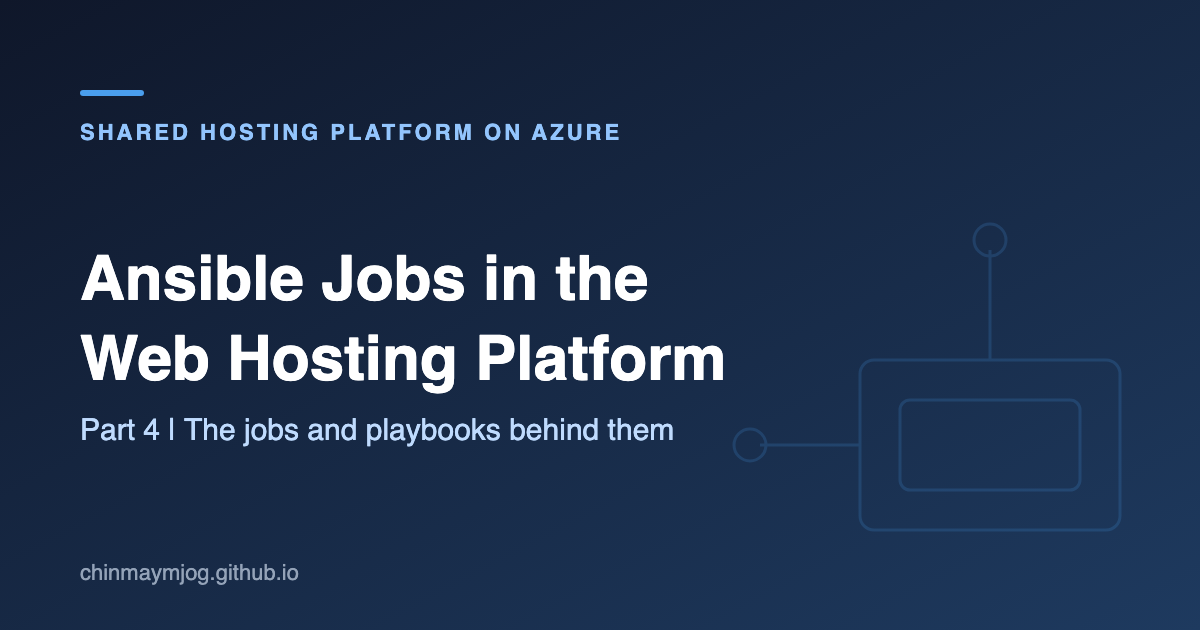 SHARED HOSTING PLATFORM ON AZURE
Ansible Jobs in the
Web Hosting Platform
Part 4 | The jobs and playbooks behind them
chinmaymjog.github.io